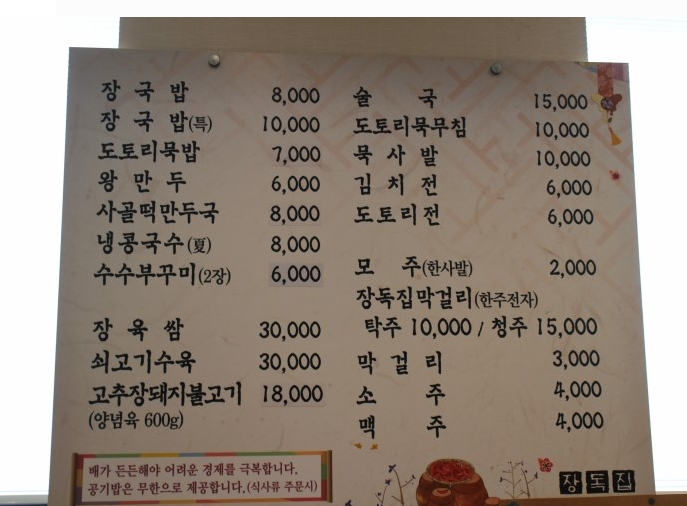 장국밥 8,000
장국밥(특) 10,000
도토리묵밥 7,000
왕만두 6,000
사골떡만두국 8,000
냉콩국수(夏) 8,000
수수부꾸미(2장) 6,000
장육쌈 30,000
쇠고기수육 30,000
고추장돼지불고기 18,000
(양념육 600g)
배가 든든해야 어려운 경제를 극복합니다.
공기밥은 무한으로 제공합니다.(식사류 주문시)
술국 15,000
도토리묵무침 10,000
묵사발 10,000
김치전 6,000
도토리전 6,000
모주(한사발) 2,000
장독집막걸리(한주전자)
탁주 10,000 / 청주 15,000
막걸리 3,000
소주 4,000
맥주 4,000
장독집